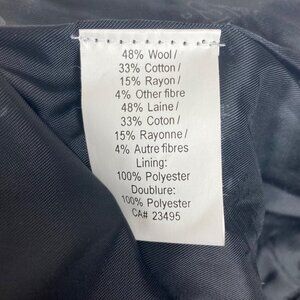 48% Wool /
33% Cotton /
15% Rayon /
4% Other fibre
48% Laine /
33% Coton /
15% Rayonne /
4% Autre fibres
Lining:
100% Polyester
Doublure:
100% Polyester
CA# 23495